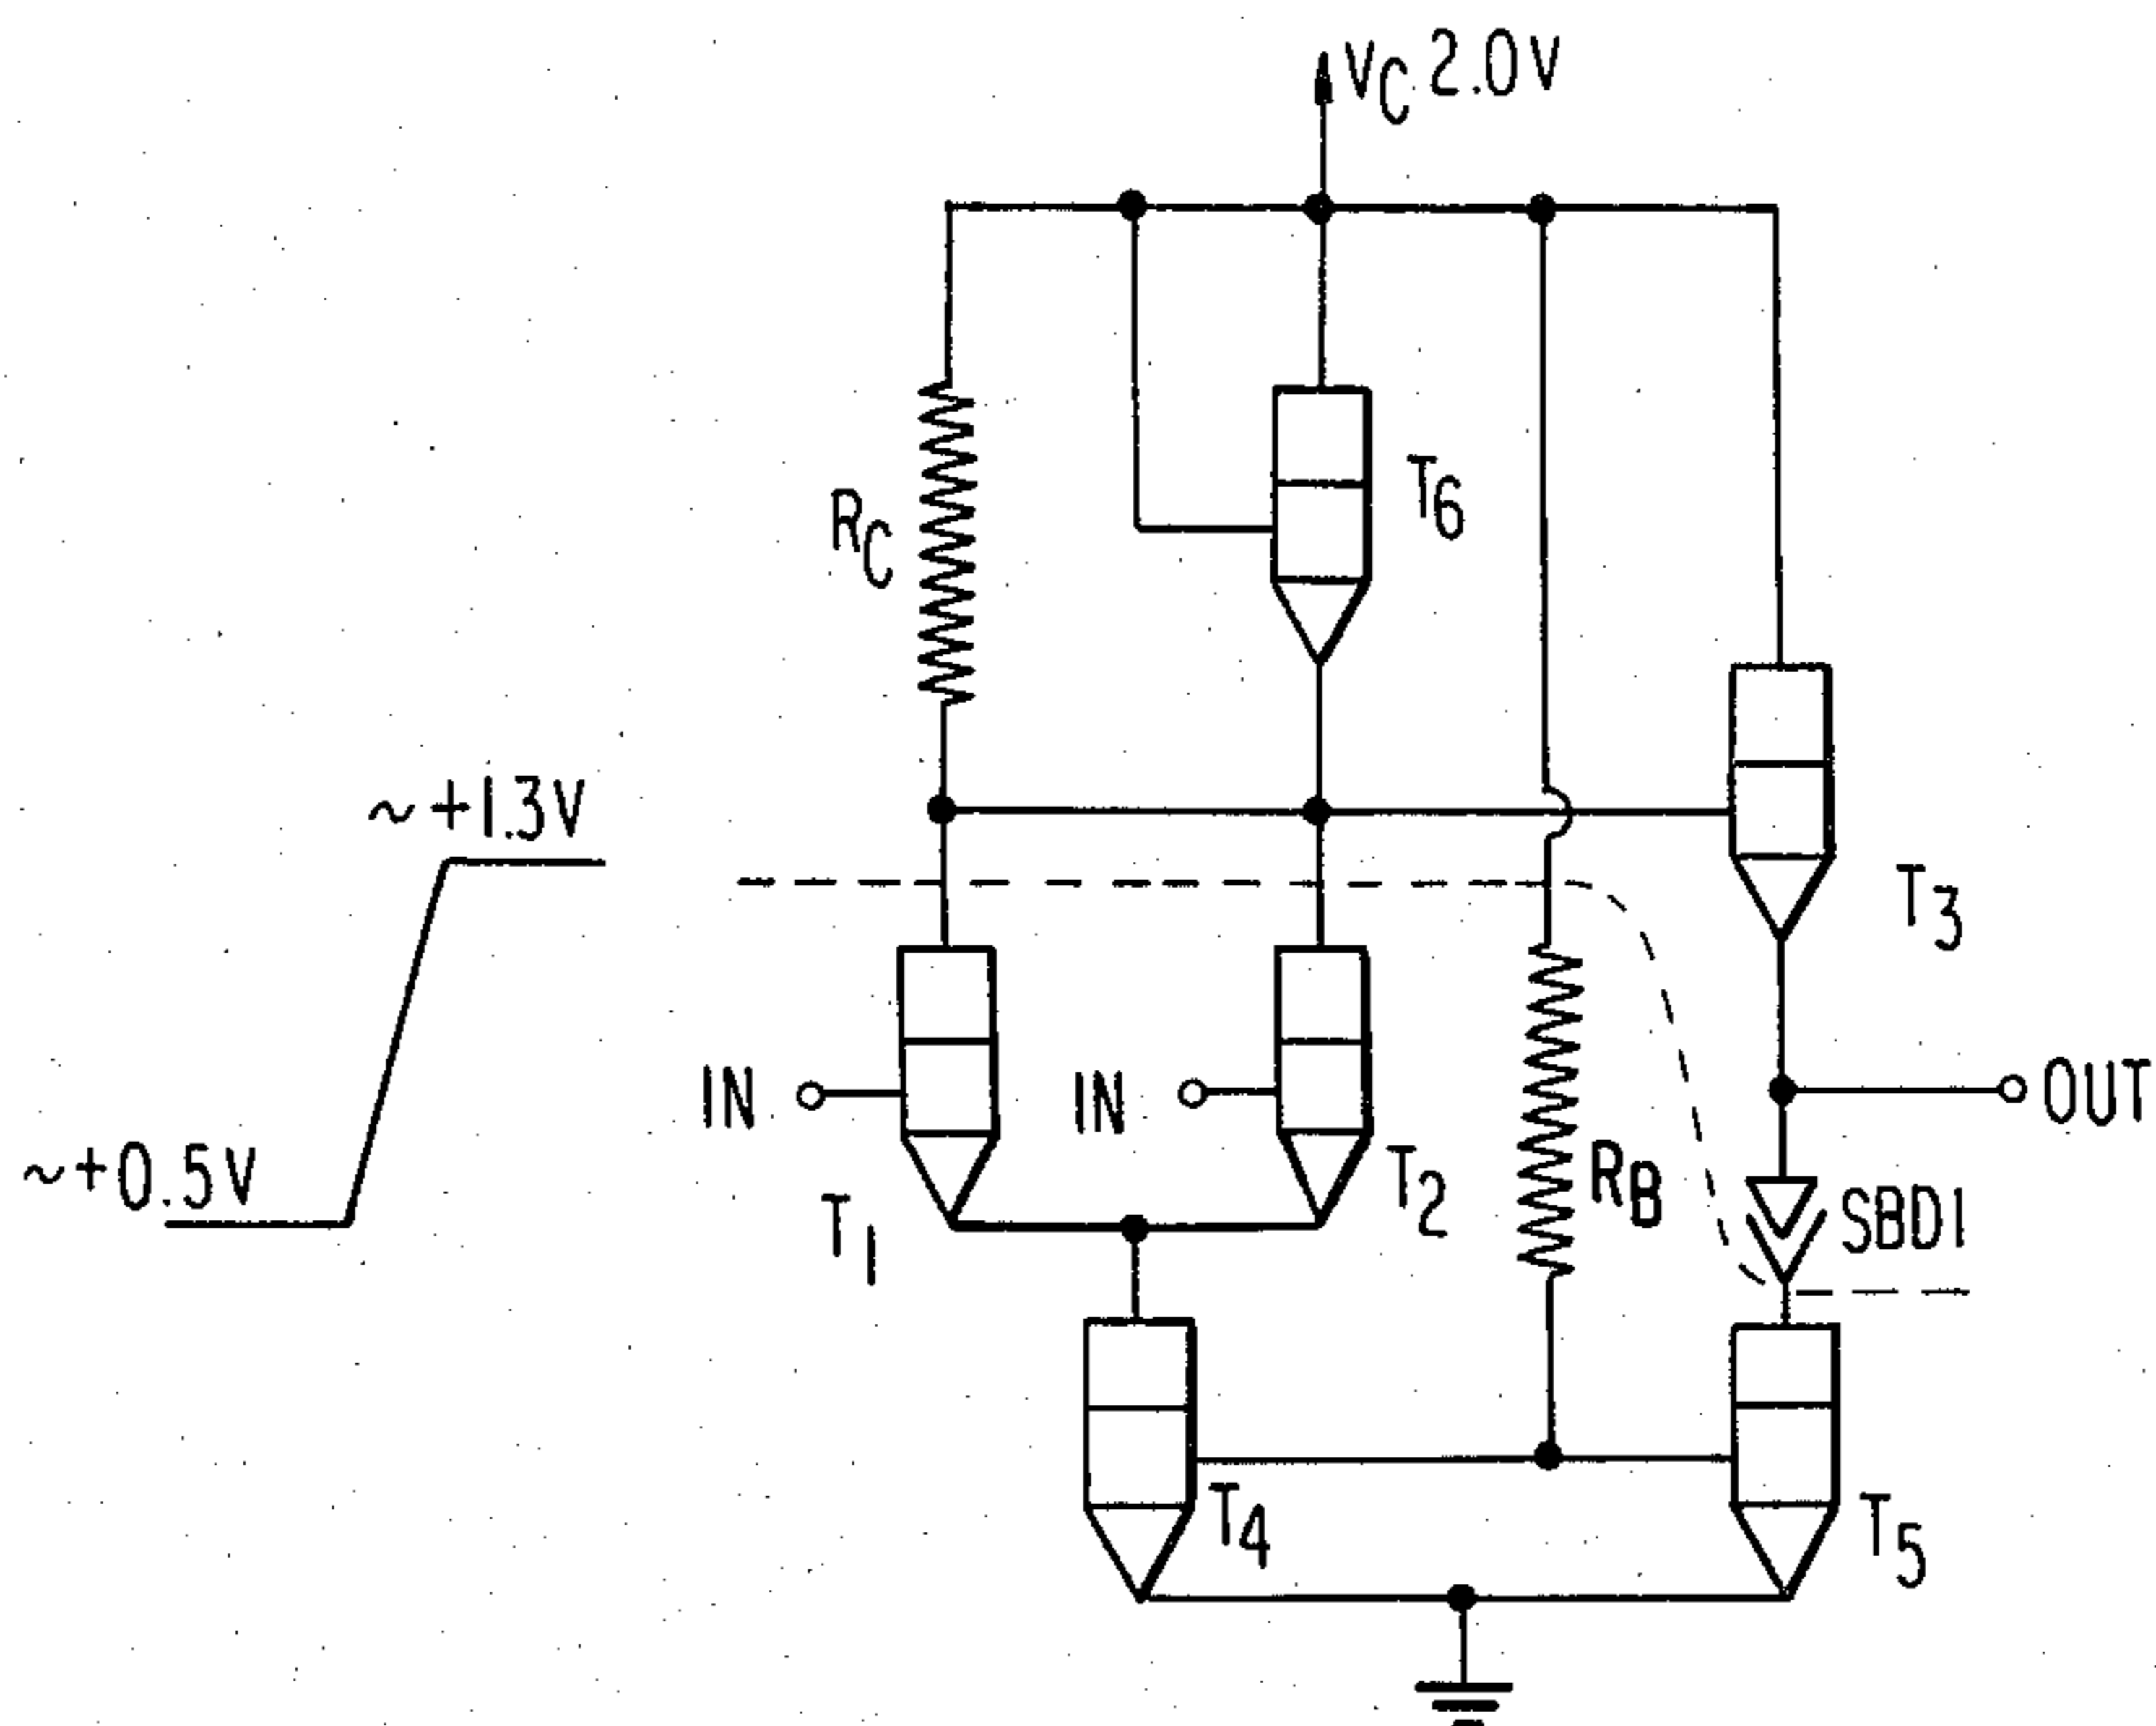 VC 2.0V
T6
RC
~+1.3V
T3
IN
IN
OUT
~+0.5V
T1
T2
RB
SBD1
T4
T5